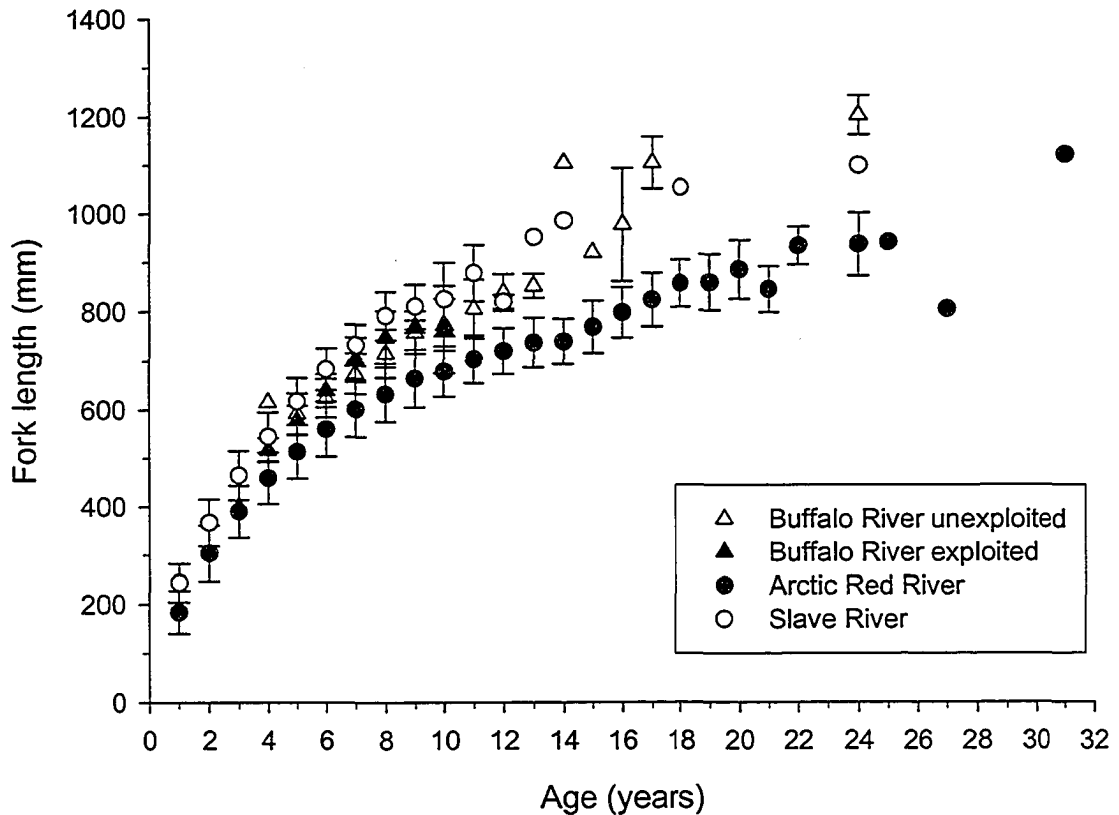 1400
1200
1000
800
600
400
200
0
Fork length (mm)
0 2 4 6 8 10 12 14 16 18 20 22 24 26 28 30 32
Age (years)
Buffalo River unexploited
Buffalo River exploited
Arctic Red River
Slave River